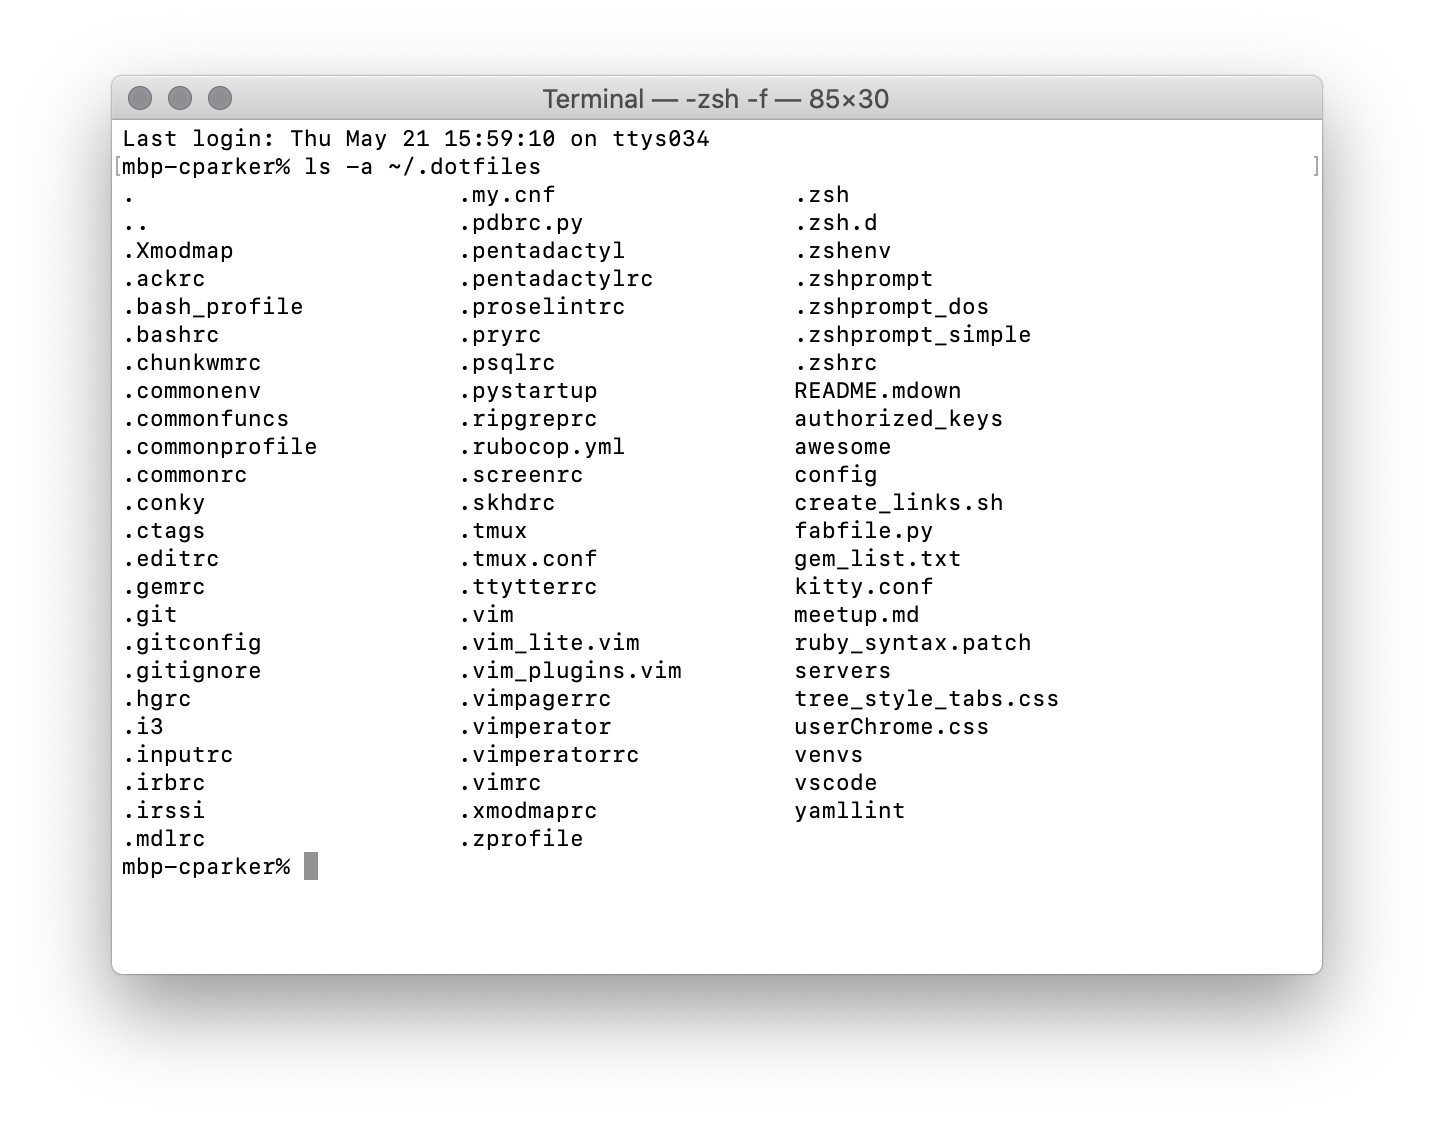 Terminal — -zsh -f — 85×30
Last login: Thu May 21 15:59:10 on ttys034
[mbp-cparker% ls -a ~/.dotfiles ]
. .my.cnf .zsh
.. .pdbrc.py .zsh.d
.Xmodmap .pentadactyl .zshenv
.ackrc .pentadactylrc .zshprompt
.bash_profile .proselintrc .zshprompt_dos
.bashrc .pryrc .zshprompt_simple
.chunkwmrc .psqlrc .zshrc
.commonenv .pystartup README.mdown
.commonfuncs .ripgreprc authorized_keys
.commonprofile .rubocop.yml awesome
.commonrc .screenrc config
.conky .skhdrc create_links.sh
.ctags .tmux fabfile.py
.editrc .tmux.conf gem_list.txt
.gemrc .ttytterrc kitty.conf
.git .vim meetup.md
.gitconfig .vim_lite.vim ruby_syntax.patch
.gitignore .vim_plugins.vim servers
.hgrc .vimpagerrc tree_style_tabs.css
.i3 .vimperator userChrome.css
.inputrc .vimperatorrc venvs
.irbrc .vimrc vscode
.irssi .xmodmaprc yamllint
.mdlrc .zprofile
mbp-cparker%